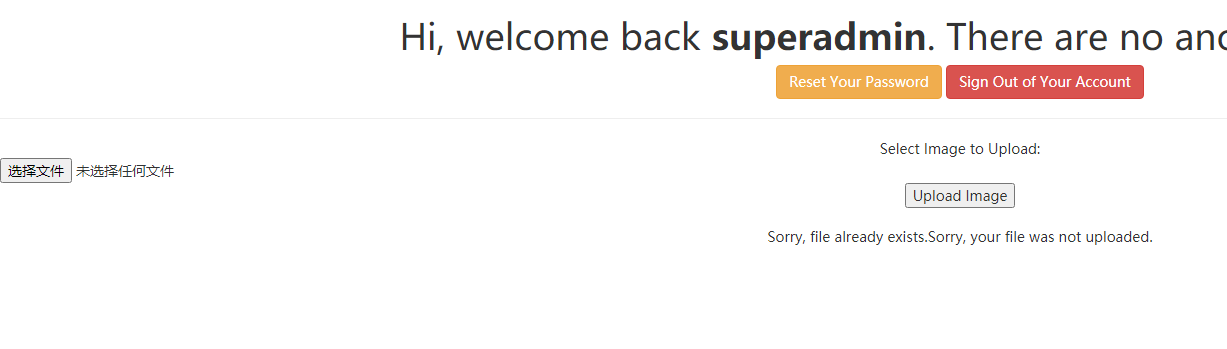 Hi, welcome back superadmin. There are no
Reset Your Password Sign Out of Your Account
Select Image to Upload:
选择文件 未选择任何文件
Upload Image
Sorry, file already exists.Sorry, your file was not uploaded.